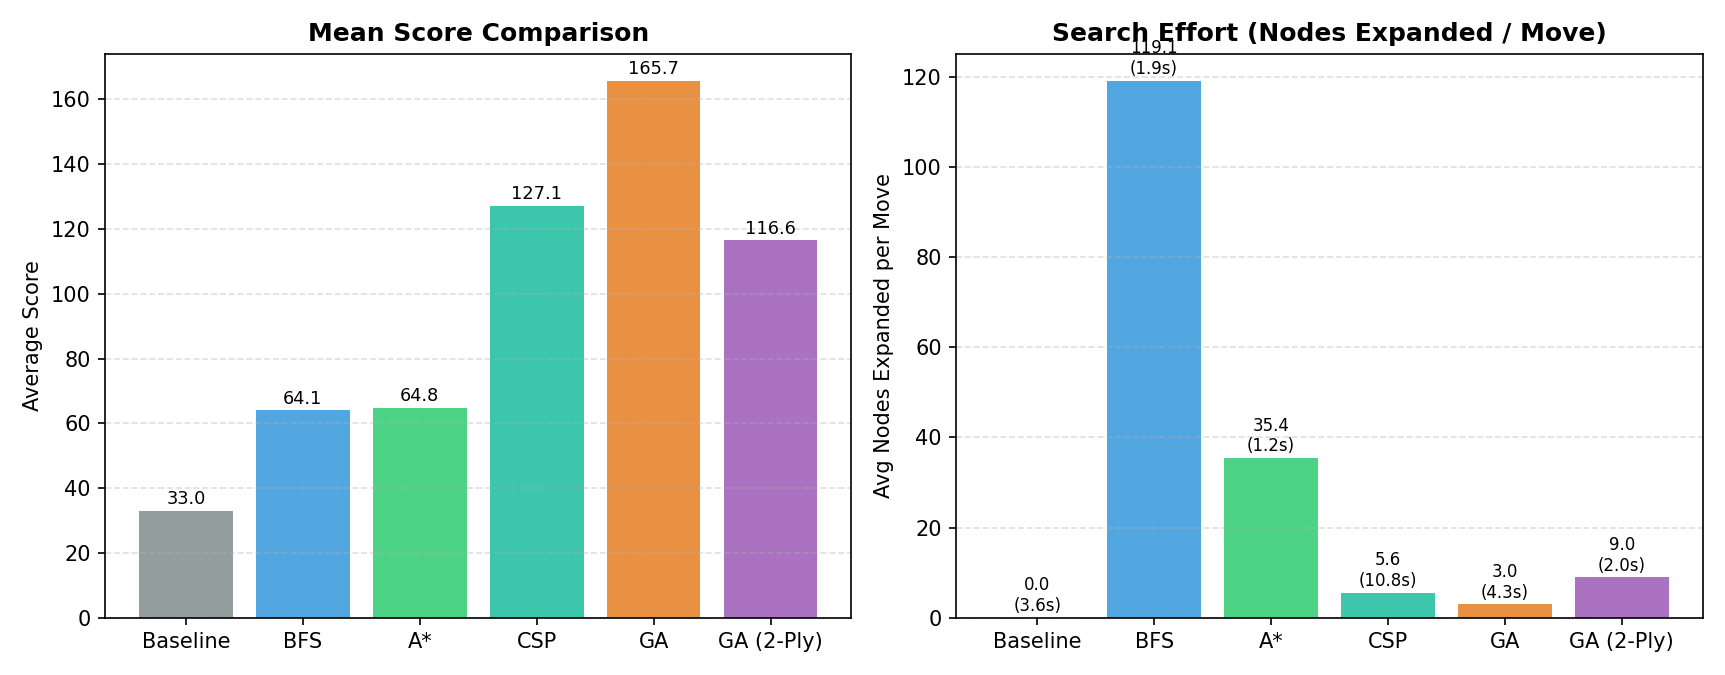 Mean Score Comparison
Average Score
160
140
120
100
80
60
40
20
0
33.0
64.1
64.8
127.1
165.7
116.6
Baseline
BFS
A*
CSP
GA
GA (2-Ply)
Search Effort (Nodes Expanded / Move)
Avg Nodes Expanded per Move
120
100
80
60
40
20
0
0.0
(3.6s)
119.1
(1.9s)
35.4
(1.2s)
5.6
(10.8s)
3.0
(4.3s)
9.0
(2.0s)
Baseline
BFS
A*
CSP
GA
GA (2-Ply)